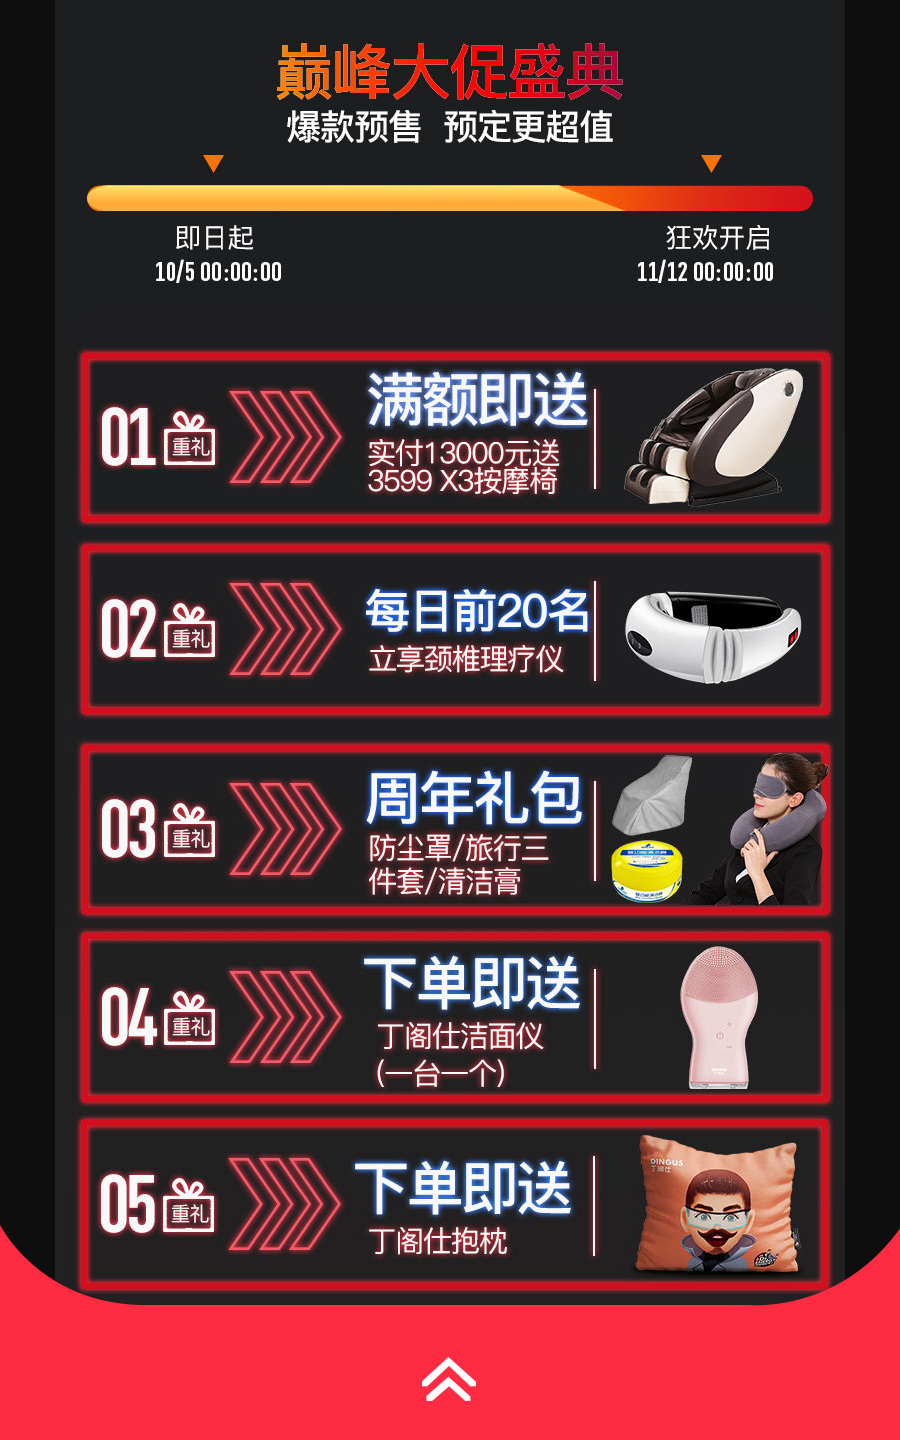 巅峰大促盛典
爆款预售 预定更超值
即日起
10/5 00:00:00
狂欢开启
11/12 00:00:00
01
重礼
满额即送
实付13000元送
3599 X3按摩椅
02
重礼
每日前20名
立享颈椎理疗仪
03
重礼
周年礼包
防尘罩/旅行三
件套/清洁膏
04
重礼
下单即送
丁阁仕洁面仪
(一台一个)
05
重礼
下单即送
丁阁仕抱枕
DINGUS
丁阁仕